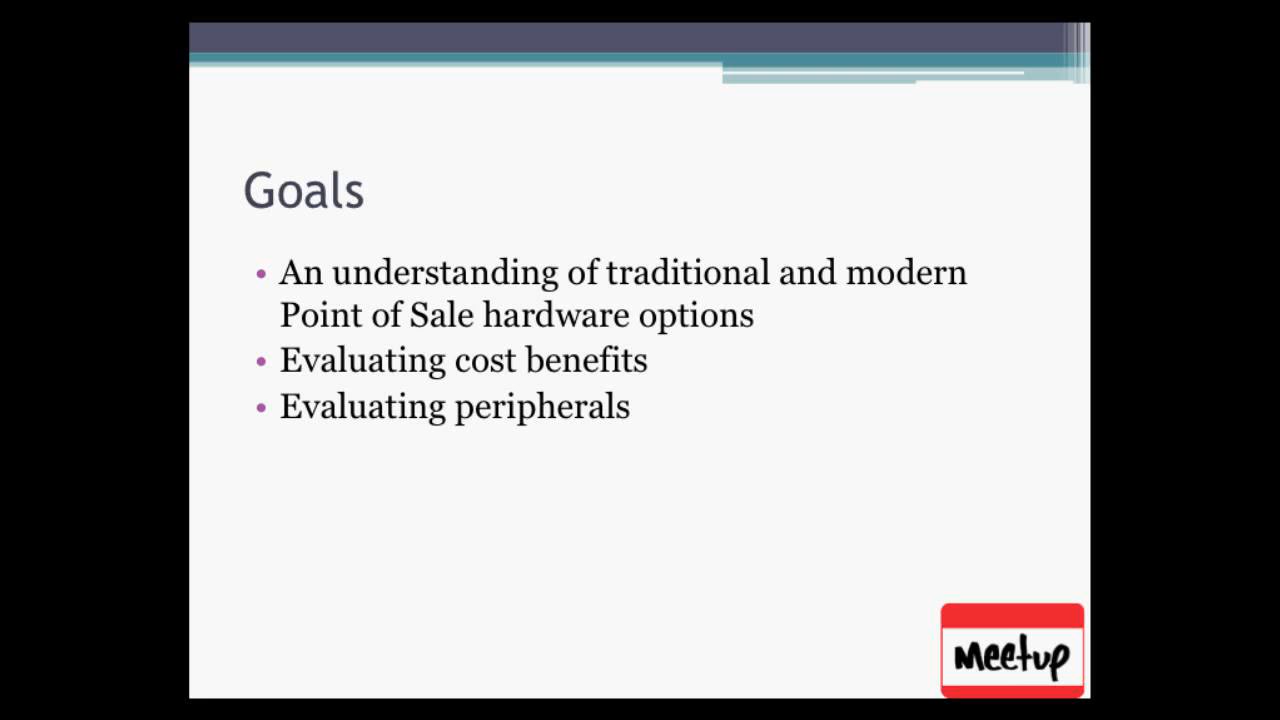 Goals
• An understanding of traditional and modern
Point of Sale hardware options
• Evaluating cost benefits
• Evaluating peripherals
Meetup